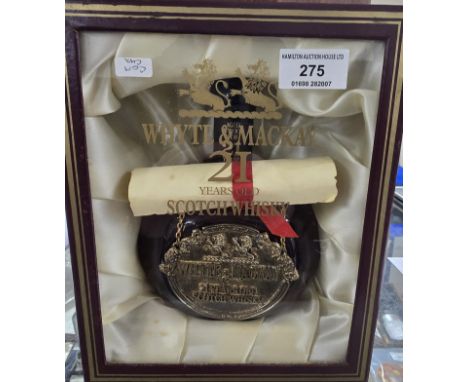 HAMILTON AUCTION HOUSE LTD
275
01698 282007
WHYTE & MACKAY
21
YEARS OLD
SCOTCH WHISKY
WHYTE & MACKAY
SCOTCH WHISKY